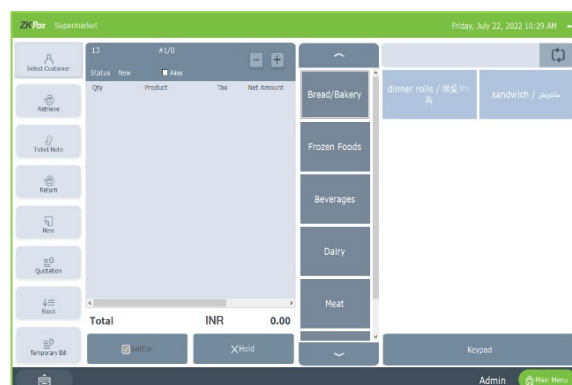 ZKPos Supermarket
Friday, July 22, 2022 10:29 AM
Select Customer
Retrieve
Ticket Note
Return
New
Quotation
Stock
Temporary Bill
13 #1/0
Status New Alias
Qty Product Tax Net Amount
Total INR 0.00
Settle
Hold
Bread/Bakery
Frozen Foods
Beverages
Dairy
Meat
dinner rolls /
sandwich / ساندويتش
Keypad
Admin
Main Menu